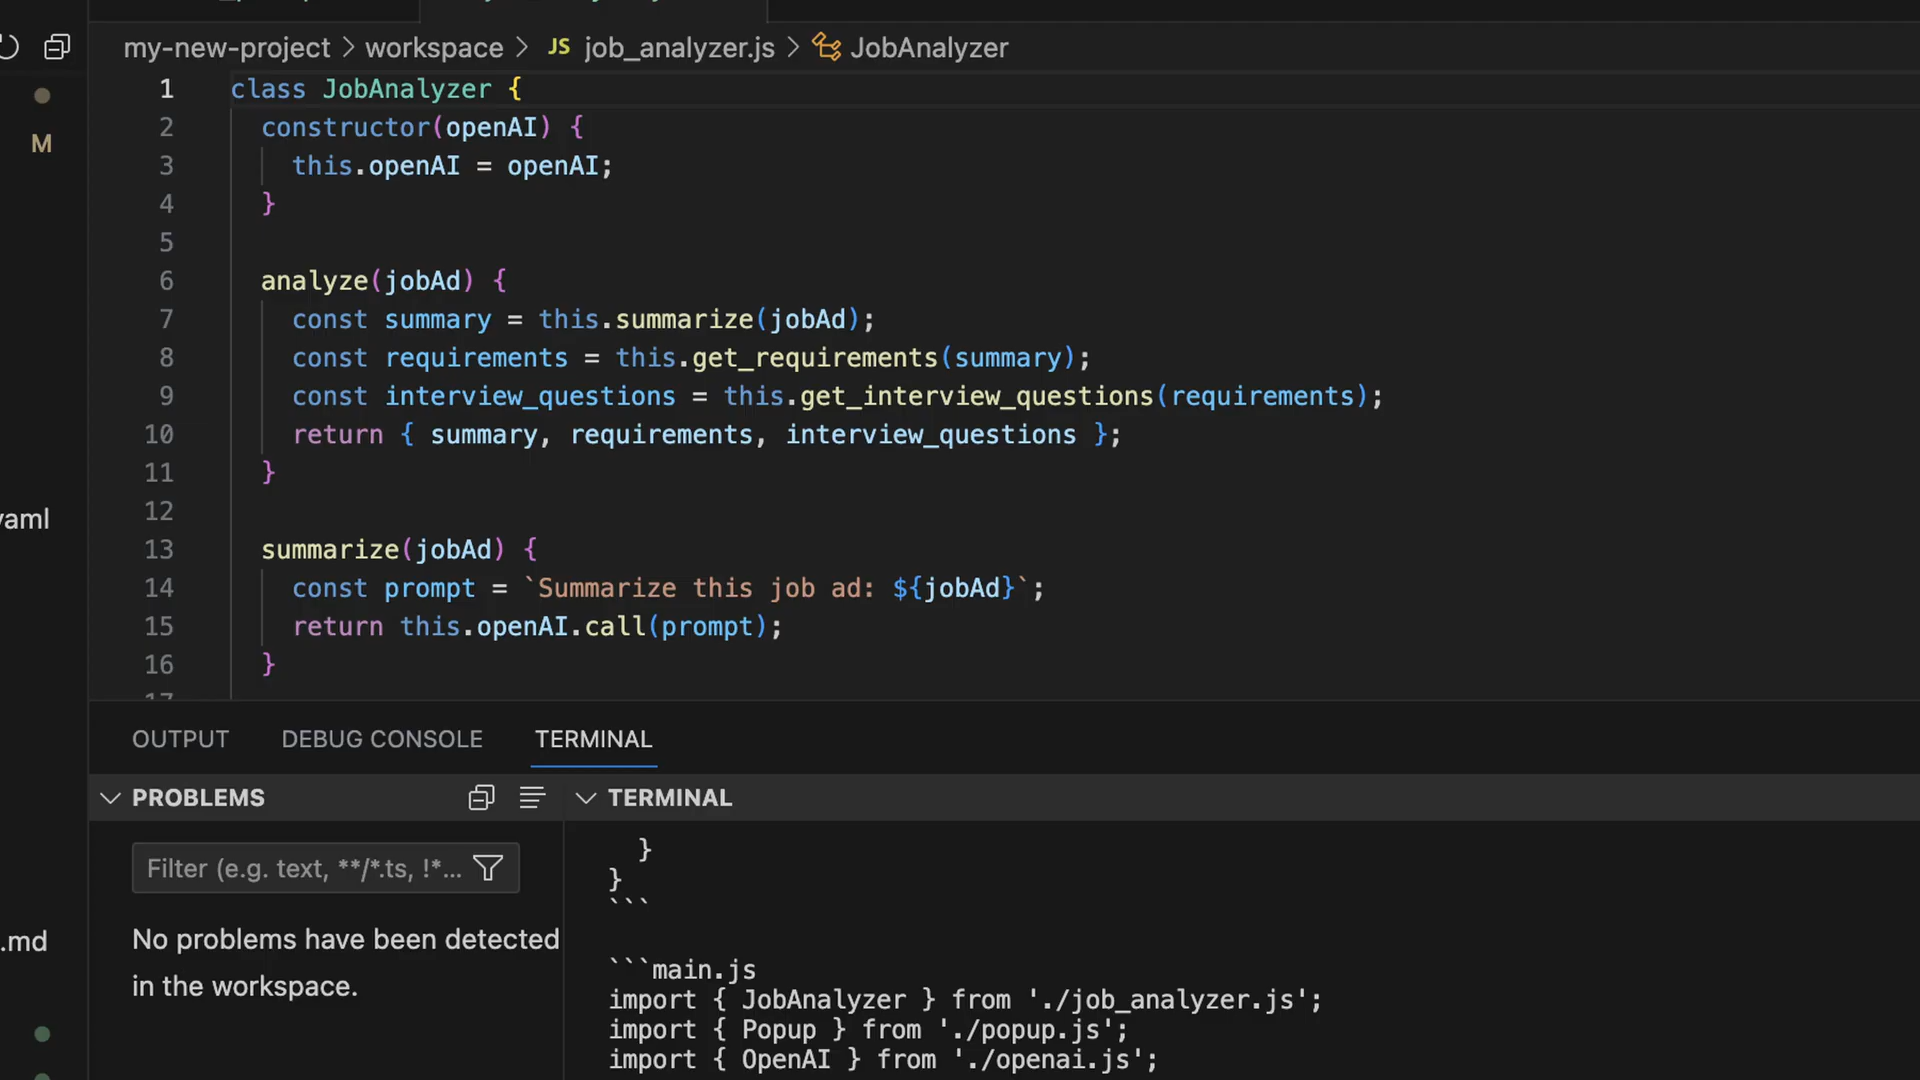 my-new-project > workspace > JS job_analyzer.js > JobAnalyzer
M
1 class JobAnalyzer {
2 constructor(openAI) {
3 this.openAI = openAI;
4 }
5
6 analyze(jobAd) {
7 const summary = this.summarize(jobAd);
8 const requirements = this.get_requirements(summary);
9 const interview_questions = this.get_interview_questions(requirements);
10 return { summary, requirements, interview_questions };
11 }
12
13 summarize(jobAd) {
14 const prompt = `Summarize this job ad: ${jobAd}`;
15 return this.openAI.call(prompt);
16 }
17
yaml
.md
OUTPUT DEBUG CONSOLE TERMINAL
PROBLEMS
Filter (e.g. text, **/*.ts, !*...
No problems have been detected
in the workspace.
TERMINAL
}
}
```
```main.js
import { JobAnalyzer } from './job_analyzer.js';
import { Popup } from './popup.js';
import { OpenAI } from './openai.js';